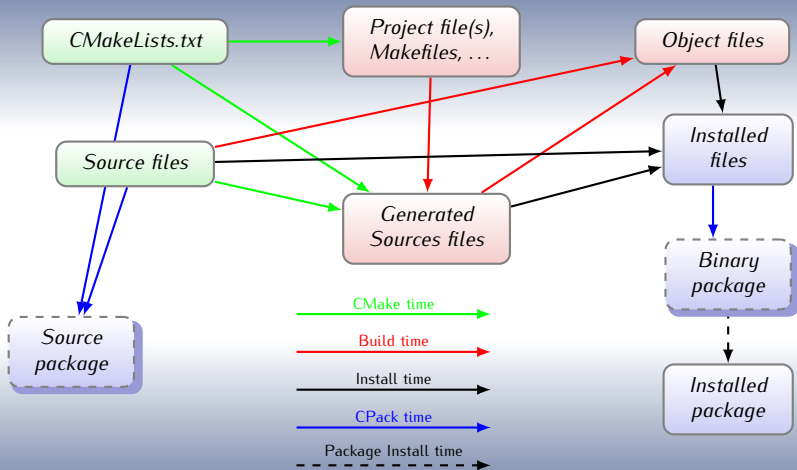 CMakeLists.txt
Project file(s),
Makefiles, ...
Object files
Source files
Installed
files
Generated
Sources files
Binary
package
Source
package
Installed
package
CMake time
Build time
Install time
CPack time
Package Install time